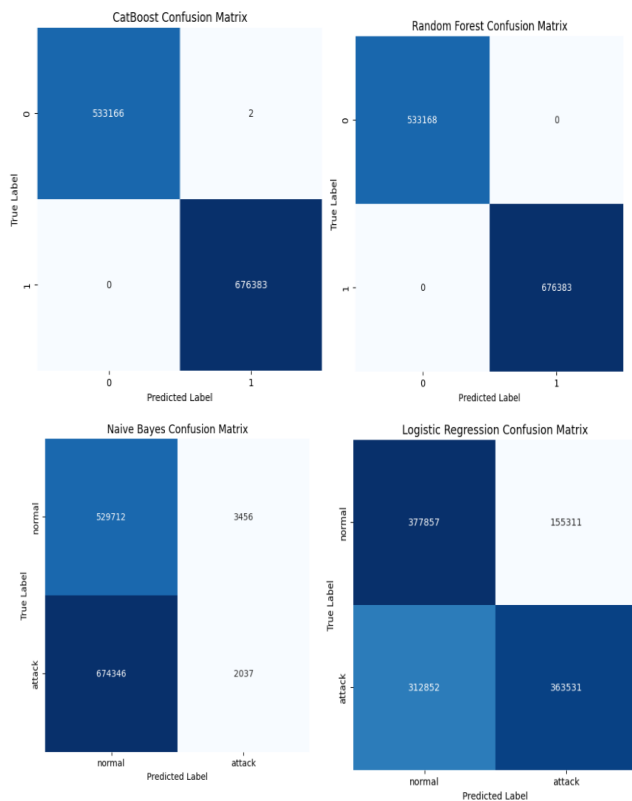 CatBoost Confusion Matrix
0
533166
2
True Label
1
0
676383
0
1
Predicted Label
Random Forest Confusion Matrix
0
533168
0
True Label
1
0
676383
0
1
Predicted Label
Naive Bayes Confusion Matrix
normal
529712
3456
True Label
attack
674346
2037
normal
attack
Predicted Label
Logistic Regression Confusion Matrix
normal
377857
155311
True Label
attack
312852
363531
normal
attack
Predicted Label